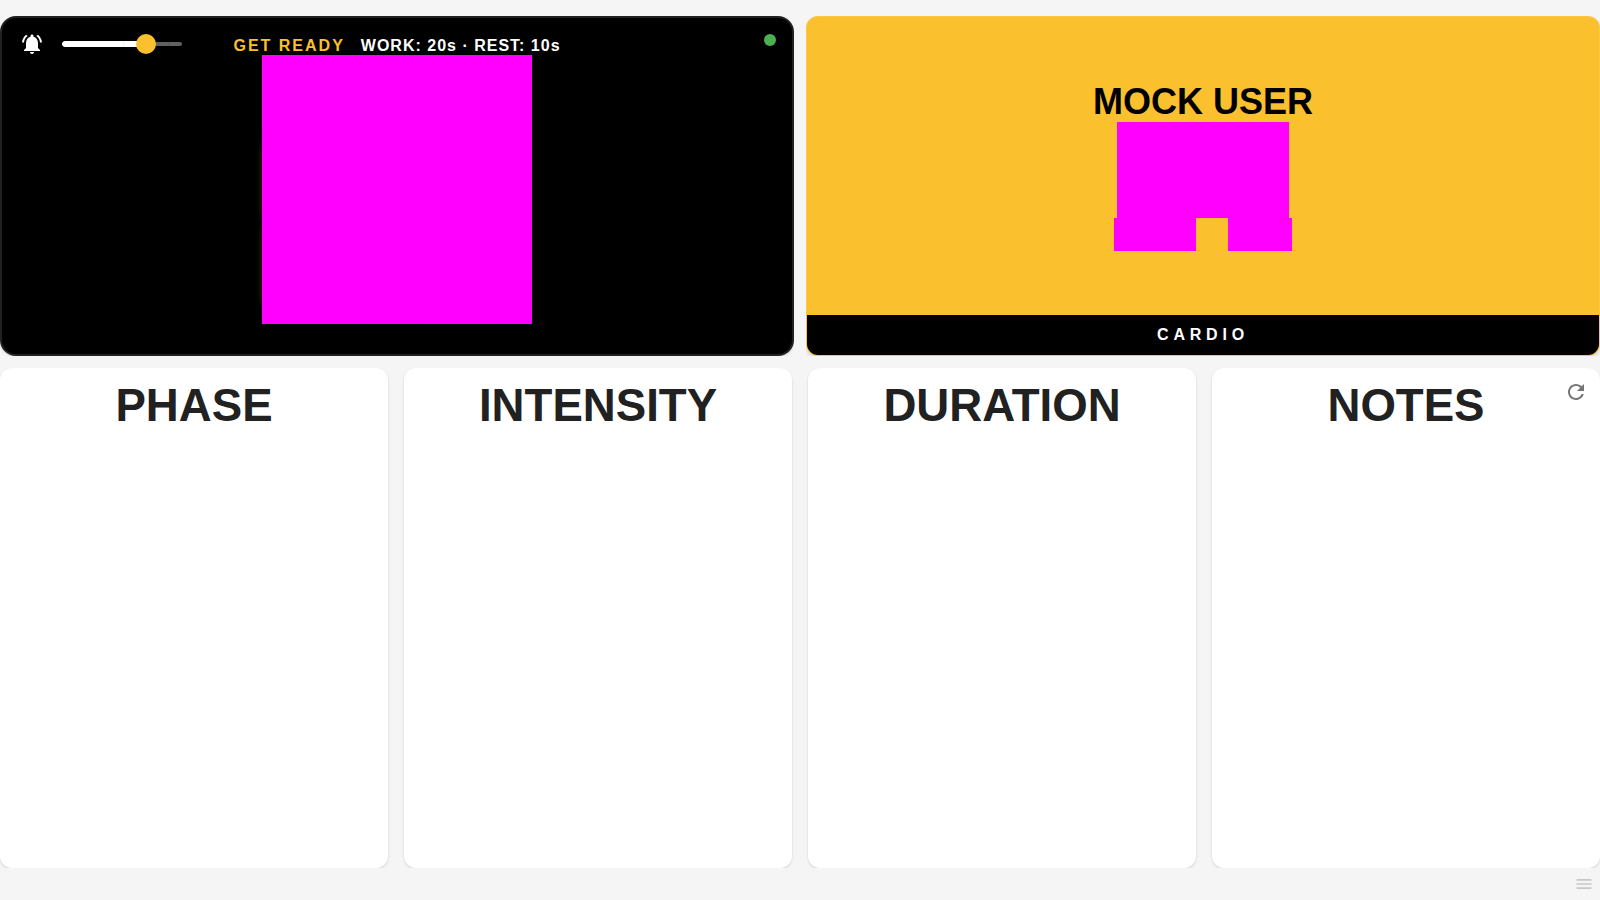 GET READY WORK: 20s · REST: 10s
MOCK USER
CARDIO
PHASE
INTENSITY
DURATION
NOTES